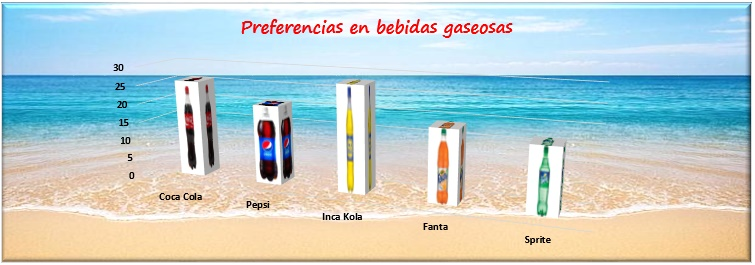 Preferencias en bebidas gaseosas
30
25
20
15
10
5
0
Coca Cola
Pepsi
Inca Kola
Fanta
Sprite